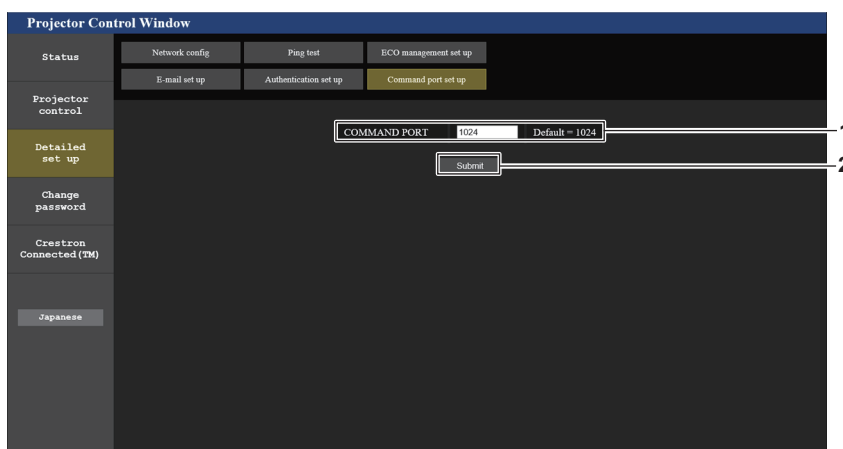 Projector Control Window
Status
Network config
Ping test
ECO management set up
E-mail set up
Authentication set up
Command port set up
Projector
control
Detailed
set up
Change
password
Crestron
Connected(TM)
Japanese
COMMAND PORT 1024 Default = 1024
1
Submit
2